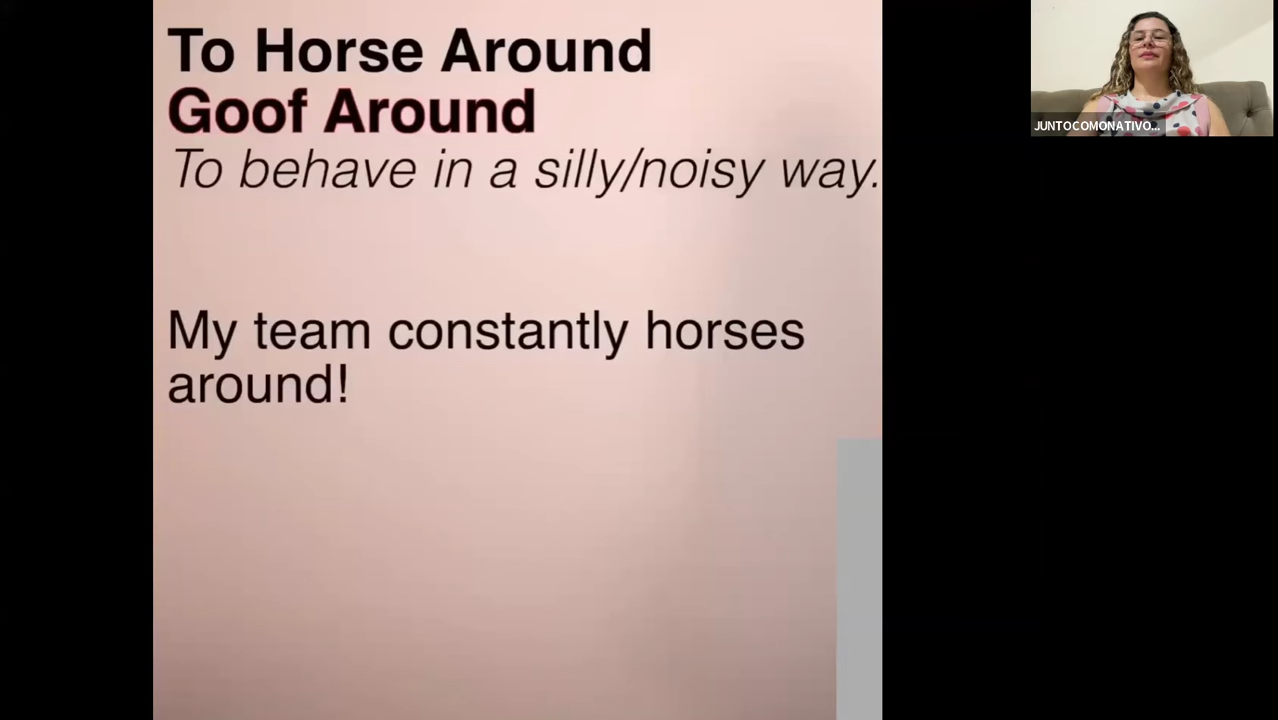 To Horse Around
Goof Around
To behave in a silly/noisy way.
My team constantly horses
around!
JUNTOCOMONATIVO...